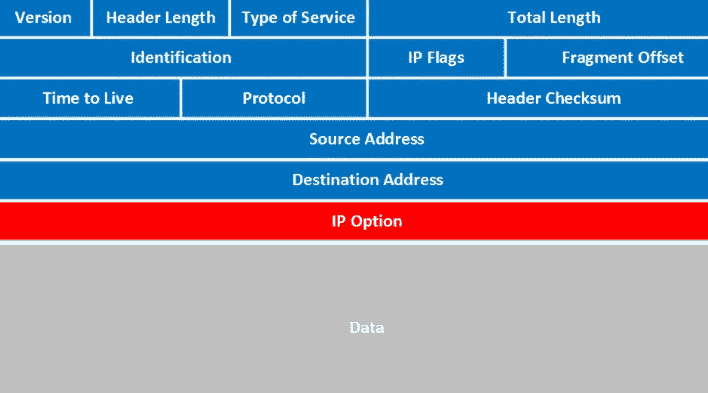 Version Header Length Type of Service Total Length
Identification IP Flags Fragment Offset
Time to Live Protocol Header Checksum
Source Address
Destination Address
IP Option
Data